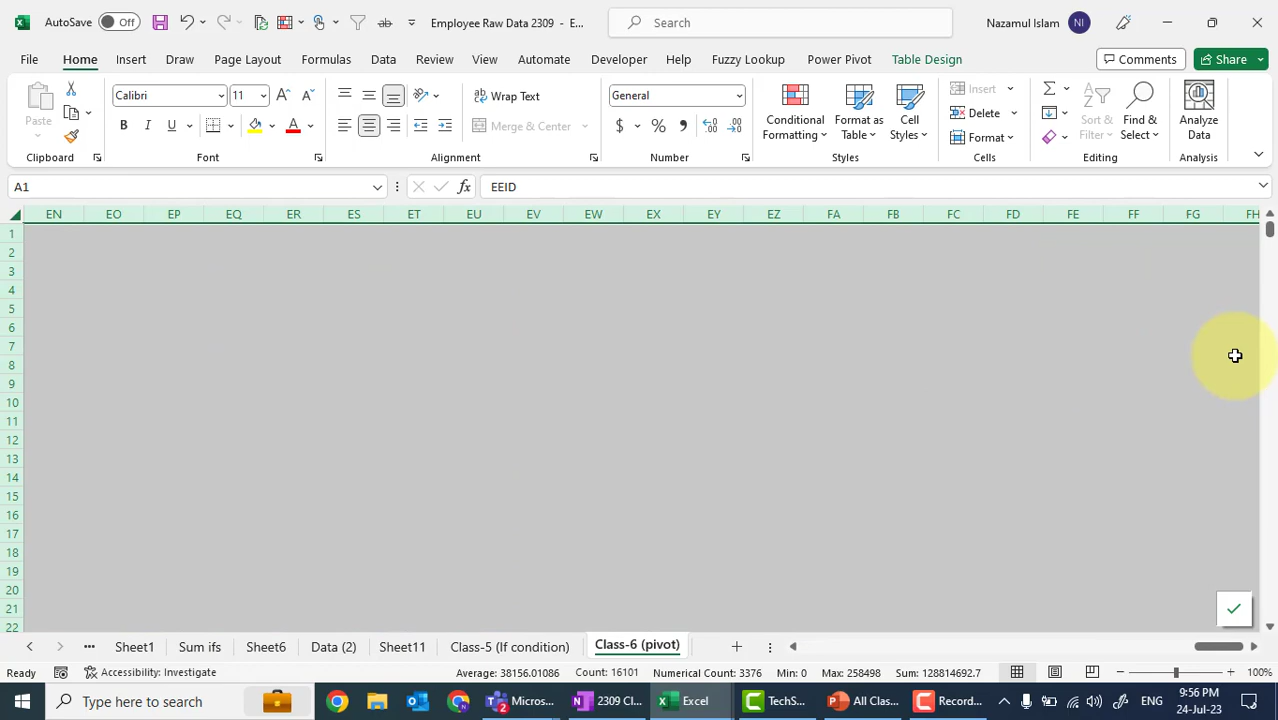 AutoSave Off Employee Raw Data 2309 - E... Search Nazamul Islam NI
File Home Insert Draw Page Layout Formulas Data Review View Automate Developer Help Fuzzy Lookup Power Pivot Table Design Comments Share
Paste Calibri 11 Wrap Text General Conditional Formatting Format as Table Cell Styles Insert Sort & Filter Find & Select Analyze Data
B I U A Merge & Center $ % Delete
Format
Clipboard Font Alignment Number Styles Cells Editing Analysis
A1 fx EEID
EN EO EP EQ ER ES ET EU EV EW EX EY EZ FA FB FC FD FE FF FG FH
1
2
3
4
5
6
7
8
9
10
11
12
13
14
15
16
17
18
19
20
21
22
Sheet1 Sum ifs Sheet6 Data (2) Sheet11 Class-5 (If condition) Class-6 (pivot)
Ready Accessibility: Investigate Average: 38156.01086 Count: 16101 Numerical Count: 3376 Min: 0 Max: 258498 Sum: 128814692.7 100%
Type here to search Micros... 2309 Cl... Excel TechS... All Class... Record... ENG 9:56 PM
24-Jul-23